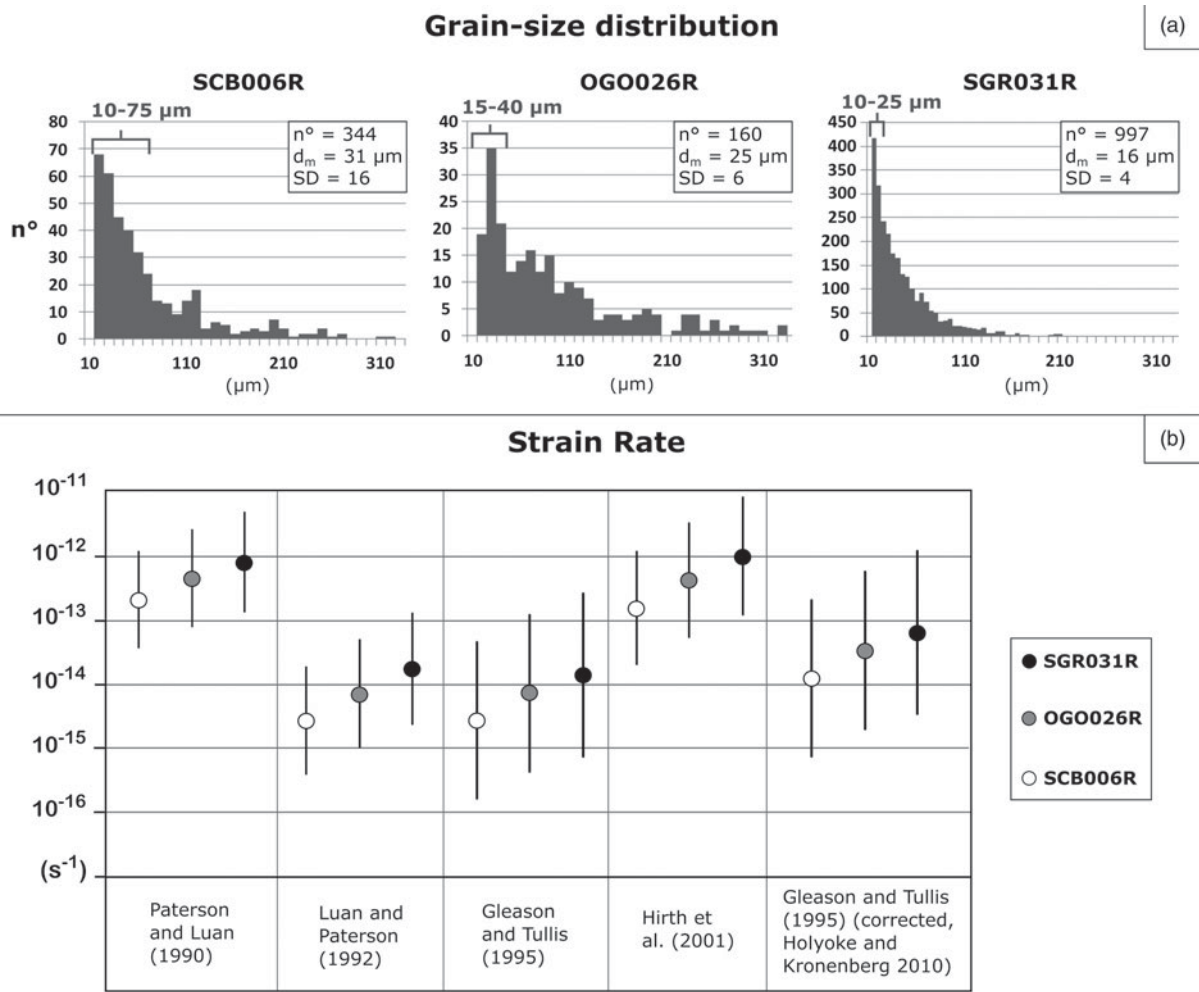 Grain-size distribution
(a)
SCB006R
OGO026R
SGR031R
10-75 µm
15-40 µm
10-25 µm
n° = 344
dₘ = 31 µm
SD = 16
n° = 160
dₘ = 25 µm
SD = 6
n° = 997
dₘ = 16 µm
SD = 4
n°
80
70
60
50
40
30
20
10
0
10 110 210 310
(µm)
40
35
30
25
20
15
10
5
0
10 110 210 310
(µm)
450
400
350
300
250
200
150
100
50
0
10 110 210 310
(µm)
Strain Rate
(b)
10⁻¹¹
10⁻¹²
10⁻¹³
10⁻¹⁴
10⁻¹⁵
10⁻¹⁶
(s⁻¹)
Paterson
and Luan
(1990)
Luan and
Paterson
(1992)
Gleason
and Tullis
(1995)
Hirth et
al. (2001)
Gleason and Tullis
(1995) (corrected,
Holyoke and
Kronenberg 2010)
SGR031R
OGO026R
SCB006R